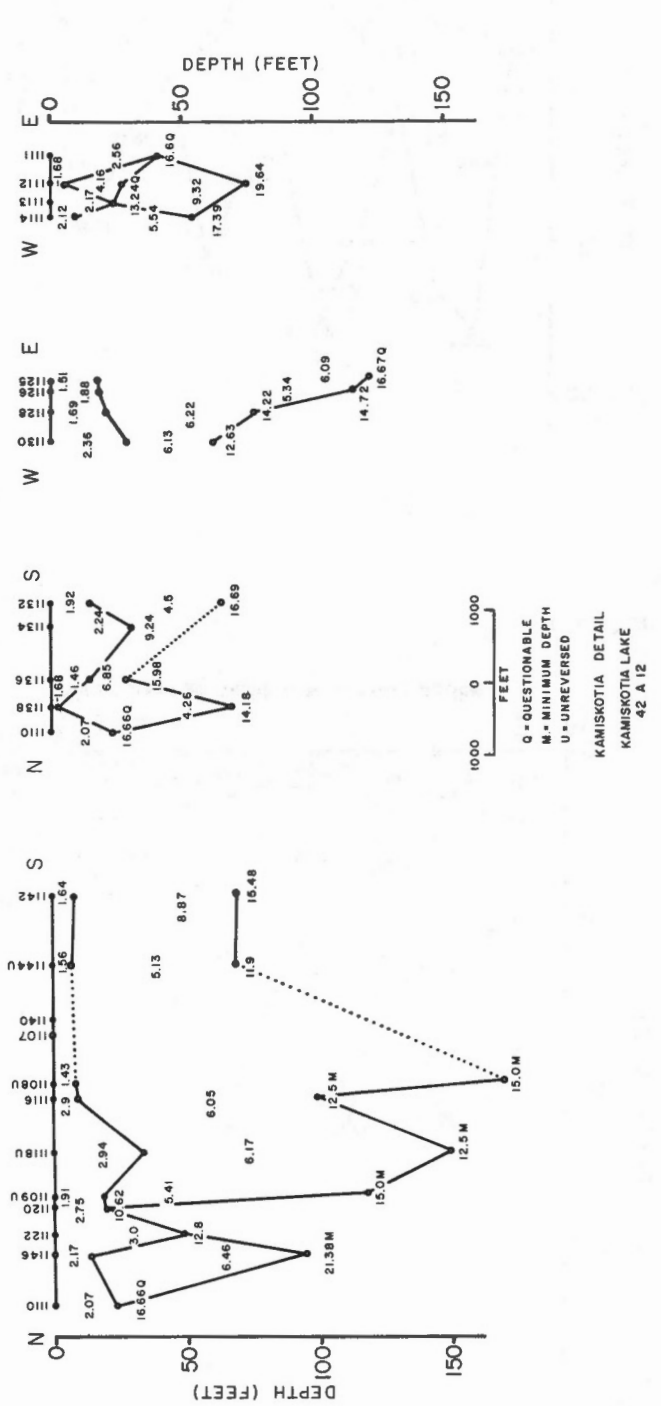 N
S
1110
1146
1122
1120
1109U
1118U
1116
1108U
1107
1140
1144U
1142
2.07
2.17
3.0
2.75
1.91
2.94
2.9
1.43
1.56
1.64
16.66Q
6.46
12.8
10.62
5.41
6.17
6.05
5.13
8.87
21.38M
15.0M
12.5M
12.5M
15.0M
11.9
15.48
0
50
100
150
DEPTH (FEET)
N
S
1110
1138
1136
1134
1132
2.07
1.68
1.46
2.24
1.92
16.66Q
6.85
9.24
4.5
4.26
15.98
14.18
16.69
1000
0
1000
FEET
Q = QUESTIONABLE
M. = MINIMUM DEPTH
U = UNREVERSED
KAMISKOTIA DETAIL
KAMISKOTIA LAKE
42 A 12
W
E
1130
1128
1126
1125
2.36
1.69
1.88
1.51
6.13
6.22
5.34
6.09
12.63
14.22
14.72
16.67Q
W
E
1114
1113
1112
1111
2.12
2.17
4.16
1.68
2.56
5.54
13.24Q
9.32
16.6Q
17.39
19.64
0
50
100
150
DEPTH (FEET)